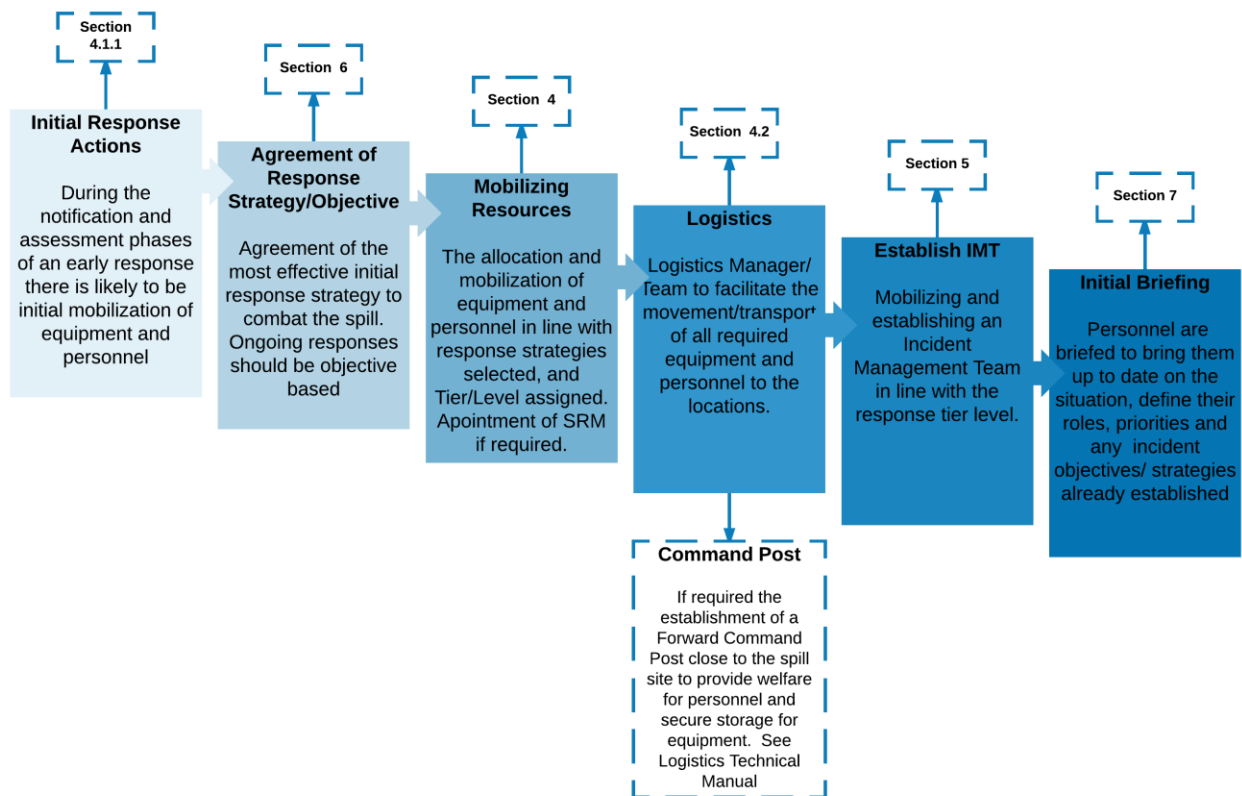 Section
4.1.1
Initial Response
Actions
During the
notification and
assessment phases
of an early response
there is likely to be
initial mobilization of
equipment and
personnel
Section 6
Agreement of
Response
Strategy/Objective
Agreement of the
most effective initial
response strategy to
combat the spill.
Ongoing responses
should be objective
based
Section 4
Mobilizing
Resources
The allocation and
mobilization of
equipment and
personnel in line with
response strategies
selected, and
Tier/Level assigned.
Apointment of SRM
if required.
Section 4.2
Logistics
Logistics Manager/
Team to facilitate the
movement/transport
of all required
equipment and
personnel to the
locations.
Command Post
If required the
establishment of a
Forward Command
Post close to the spill
site to provide welfare
for personnel and
secure storage for
equipment. See
Logistics Technical
Manual
Section 5
Establish IMT
Mobilizing and
establishing an
Incident
Management Team
in line with the
response tier level.
Section 7
Initial Briefing
Personnel are
briefed to bring them
up to date on the
situation, define their
roles, priorities and
any incident
objectives/ strategies
already established